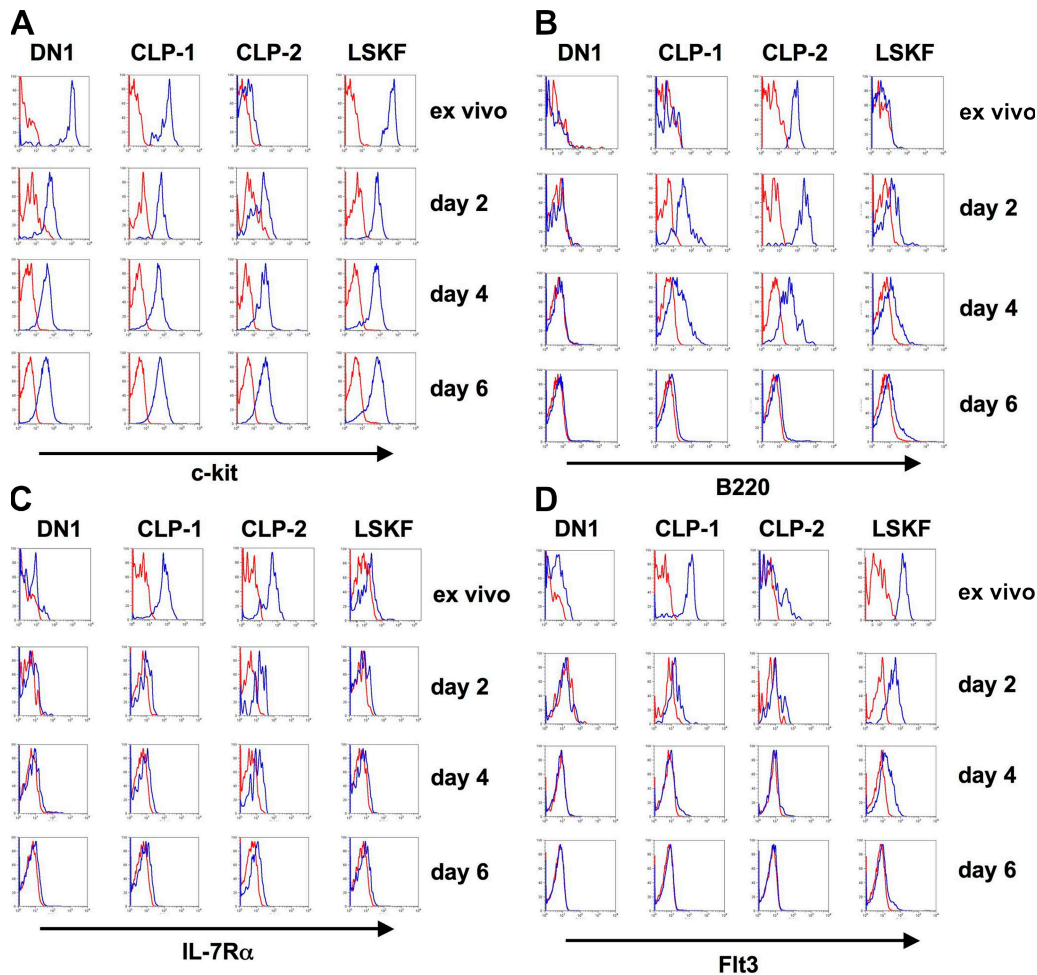 A
DN1 CLP-1 CLP-2 LSKF
ex vivo
day 2
day 4
day 6
c-kit
B
DN1 CLP-1 CLP-2 LSKF
ex vivo
day 2
day 4
day 6
B220
C
DN1 CLP-1 CLP-2 LSKF
ex vivo
day 2
day 4
day 6
IL-7Rα
D
DN1 CLP-1 CLP-2 LSKF
ex vivo
day 2
day 4
day 6
Flt3